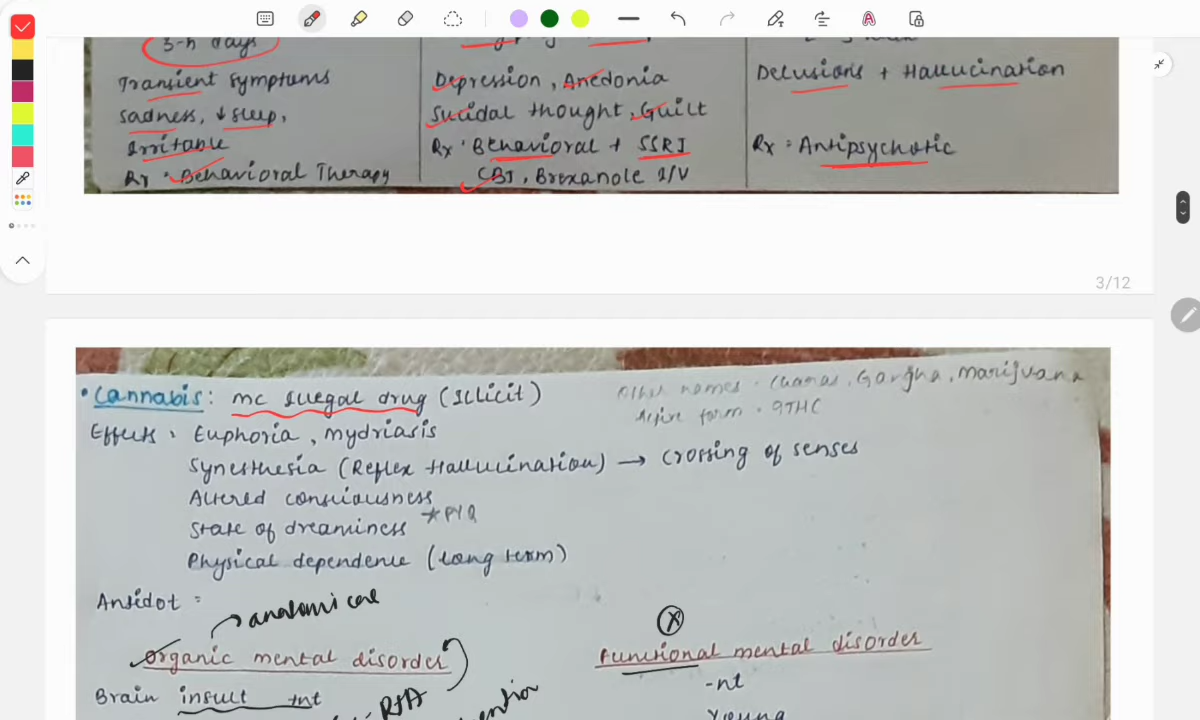 3-n days
Transient symptoms
sadness, ↓ sleep,
irritable
Rx : Behavioral Therapy
Depression, Anedonia
Sucidal thought, Guilt
Rx : Behavioral + SSRI
CBT, Brexanole I/V
Delusions + Hallucination
Rx : Antipsychotic
3/12
• Cannabis : mc illegal drug (Illicit)
Other names : Charas, Gangha, marijuana
Active form : 9THC
Effects : Euphoria, mydriasis
Synesthesia (Reflex Hallucination) → crossing of senses
Altered consciousness
State of dreaminess *PYQ
Physical dependence (long term)
Antidot :
Organic mental disorder
Functional mental disorder
Brain insult +nt
-nt
RTA
Young